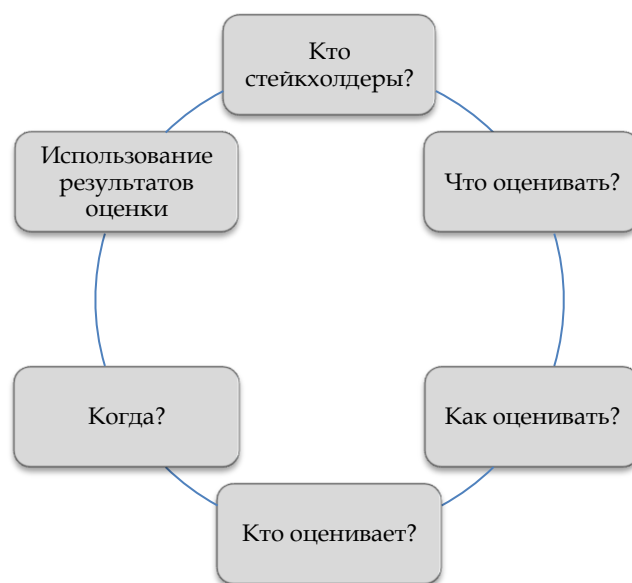 Кто
стейкхолдеры?
Что оценивать?
Как оценивать?
Кто оценивает?
Когда?
Использование
результатов
оценки